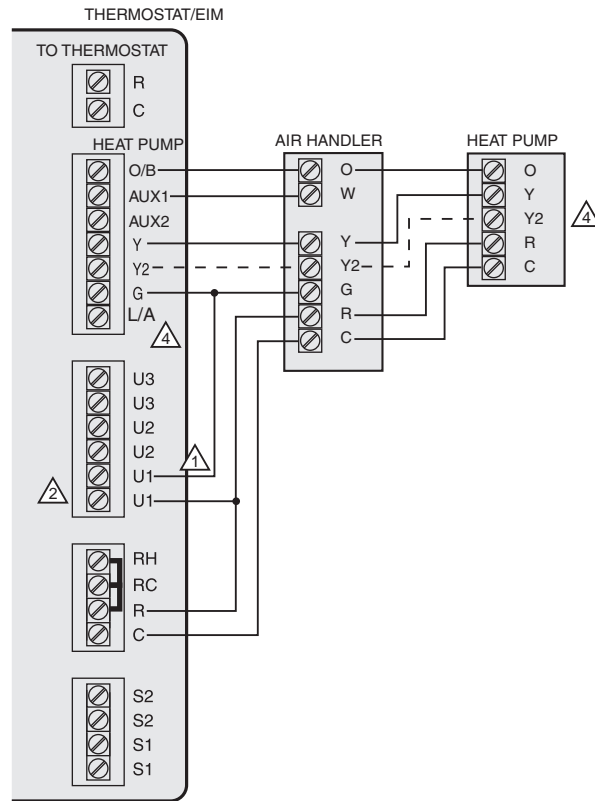 THERMOSTAT/EIM
TO THERMOSTAT
R
C
HEAT PUMP
O/B
AUX1
AUX2
Y
Y2
G
L/A
4
U3
U3
U2
U2
U1
1
U1
2
RH
RC
R
C
S2
S2
S1
S1
AIR HANDLER
O
W
Y
Y2
G
R
C
HEAT PUMP
O
Y
Y2
4
R
C